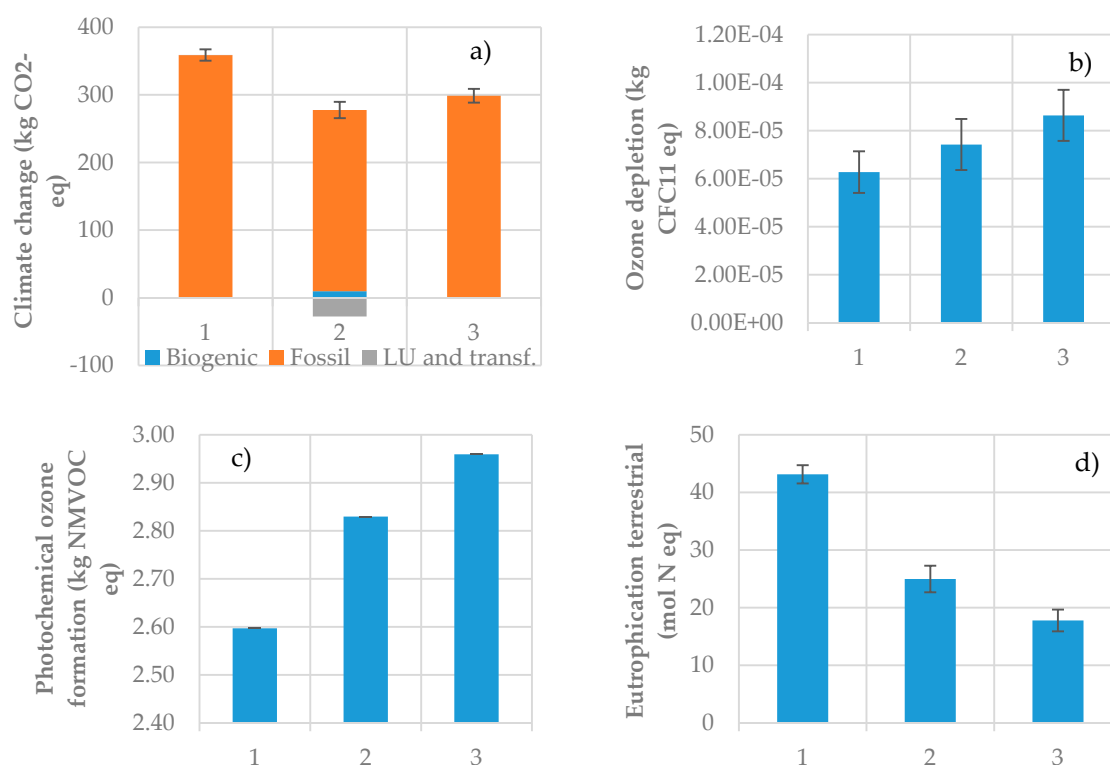 400
300
200
100
0
-100
Climate change (kg CO2-
eq)
a)
1 2 3
Biogenic Fossil LU and transf.
1.20E-04
1.00E-04
8.00E-05
6.00E-05
4.00E-05
2.00E-05
0.00E+00
Ozone depletion (kg
CFC11 eq)
b)
1 2 3
3.00
2.90
2.80
2.70
2.60
2.50
2.40
Photochemical ozone
formation (kg NMVOC
eq)
c)
1 2 3
50
40
30
20
10
0
Eutrophication terrestrial
(mol N eq)
d)
1 2 3